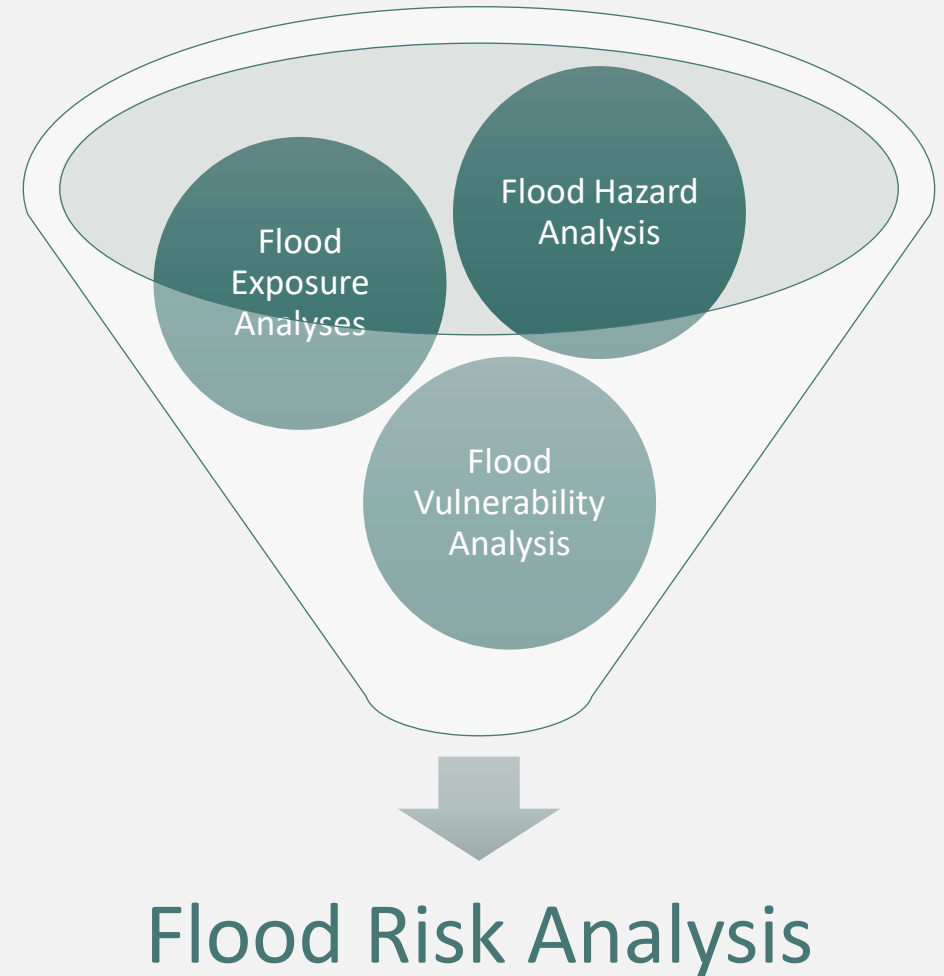 Flood Hazard
Analysis
Flood
Exposure
Analyses
Flood
Vulnerability
Analysis
Flood Risk Analysis